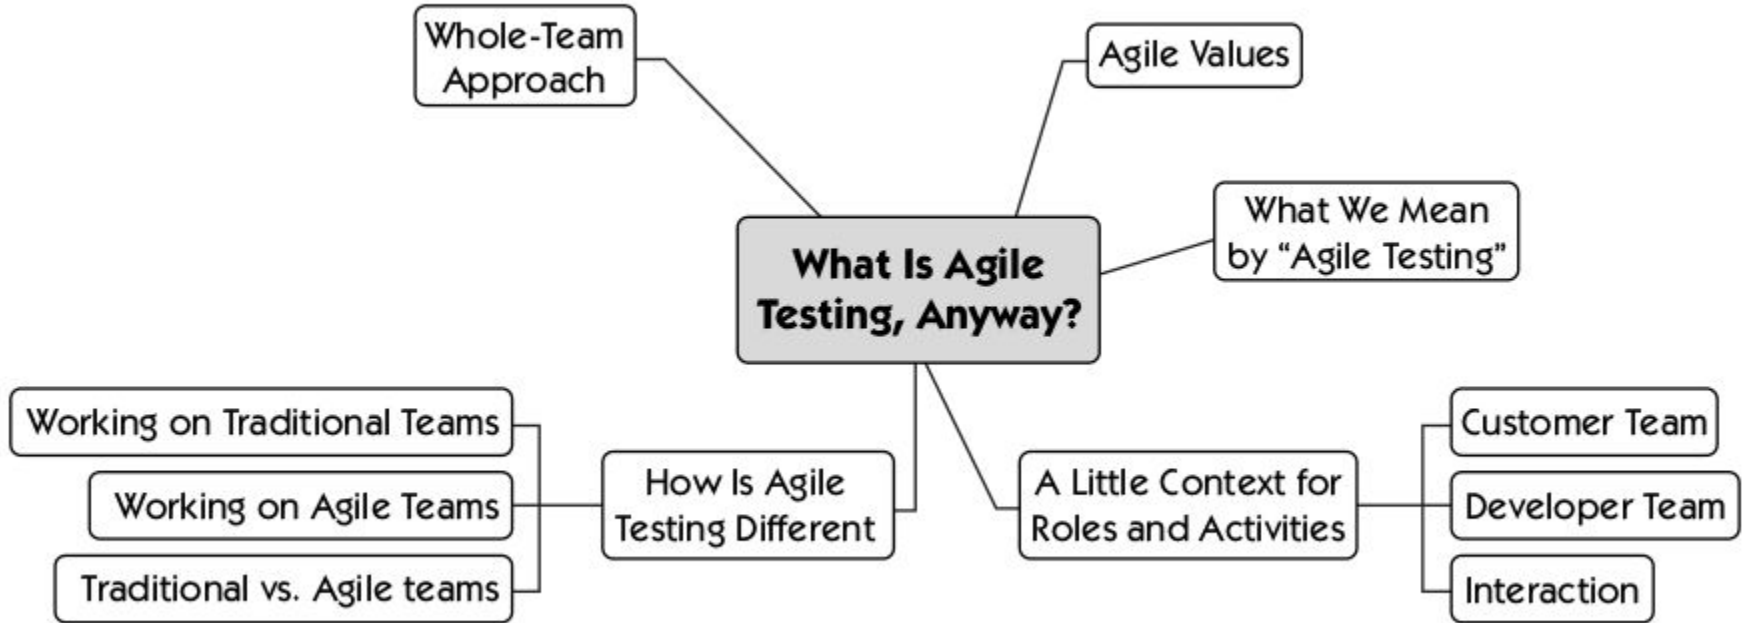 Whole-Team
Approach
Agile Values
What We Mean
by “Agile Testing”
What Is Agile
Testing, Anyway?
Working on Traditional Teams
Working on Agile Teams
Traditional vs. Agile teams
How Is Agile
Testing Different
A Little Context for
Roles and Activities
Customer Team
Developer Team
Interaction